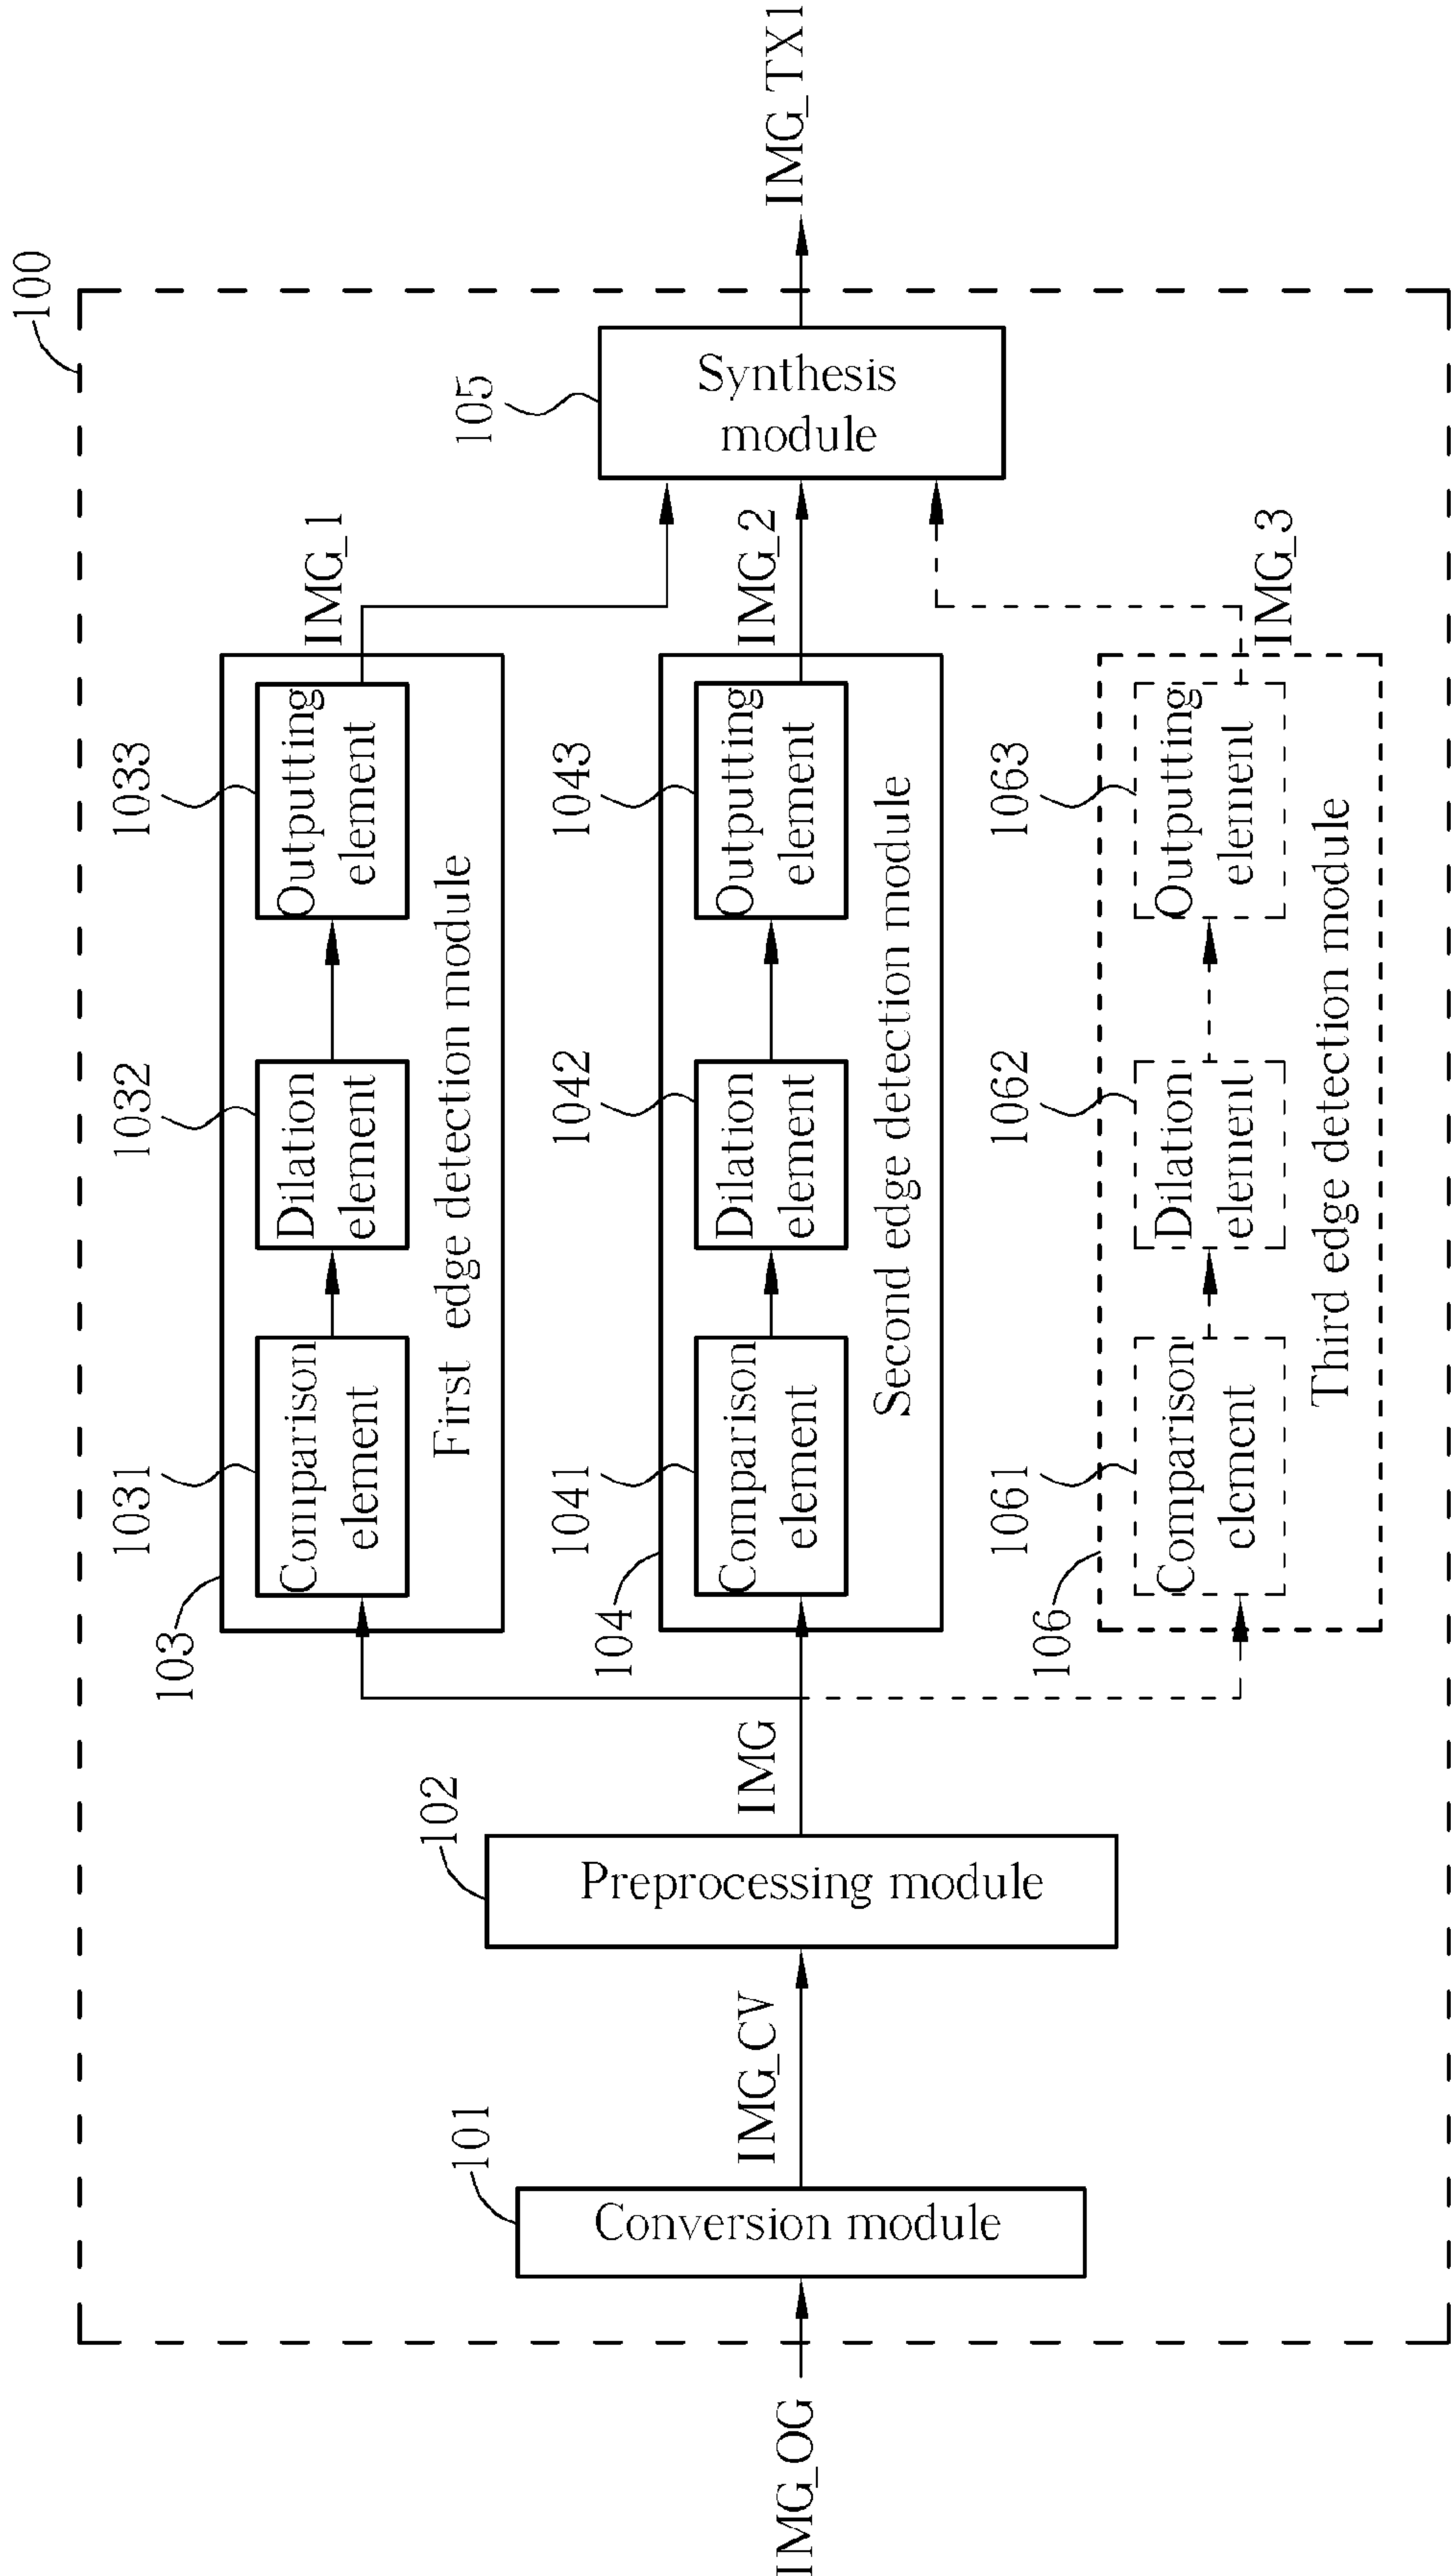 100
IMG_OG
101
Conversion module
IMG_CV
102
Preprocessing module
IMG
103
1031
Comparison
element
1032
Dilation
element
1033
Outputting
element
First edge detection module
IMG_1
104
1041
Comparison
element
1042
Dilation
element
1043
Outputting
element
Second edge detection module
IMG_2
106
1061
Comparison
element
1062
Dilation
element
1063
Outputting
element
Third edge detection module
IMG_3
105
Synthesis
module
IMG_TX1